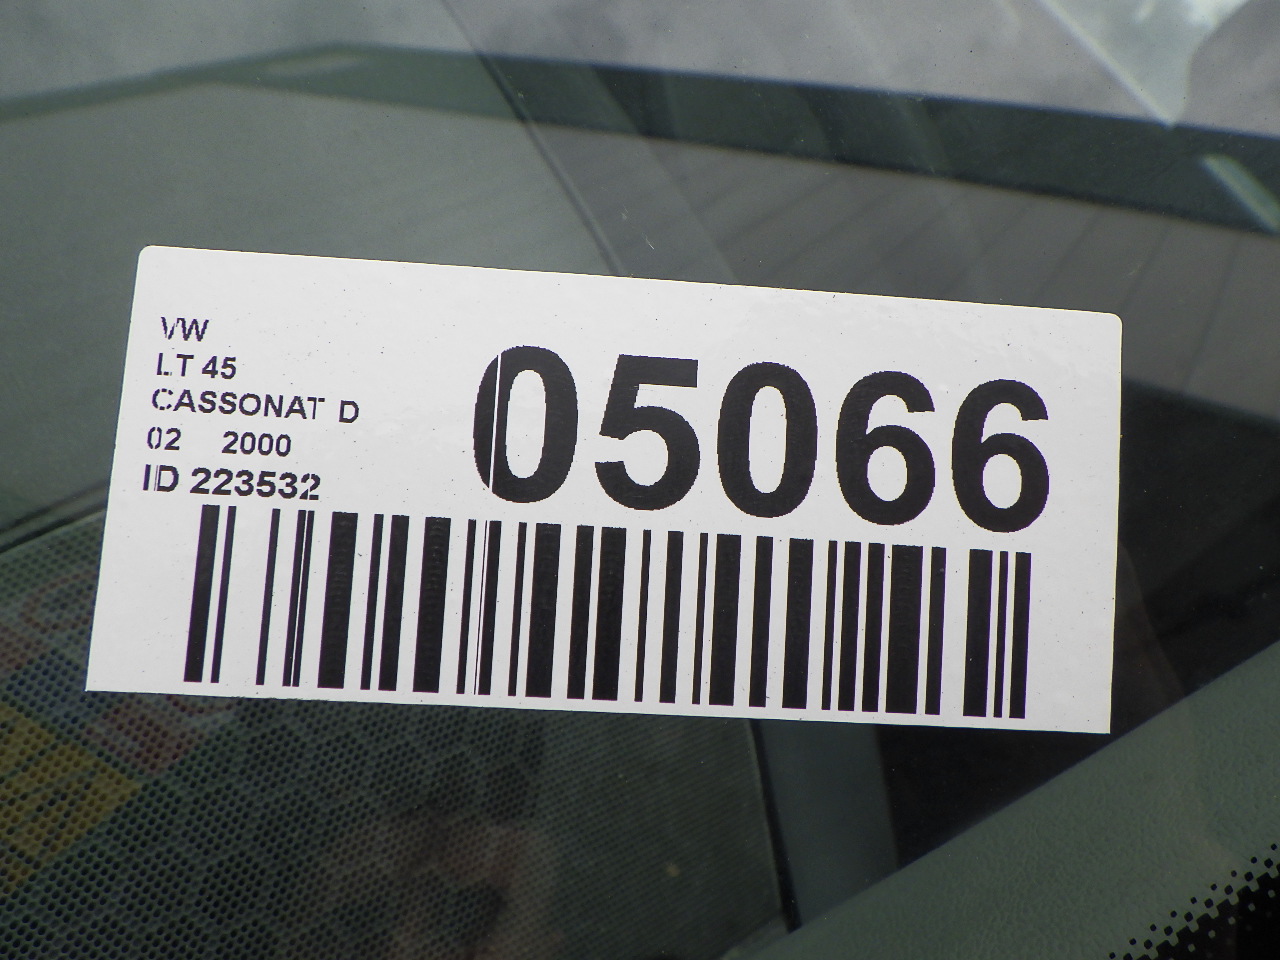 VW
LT 45
CASSONAT D
02 2000
ID 223532
05066